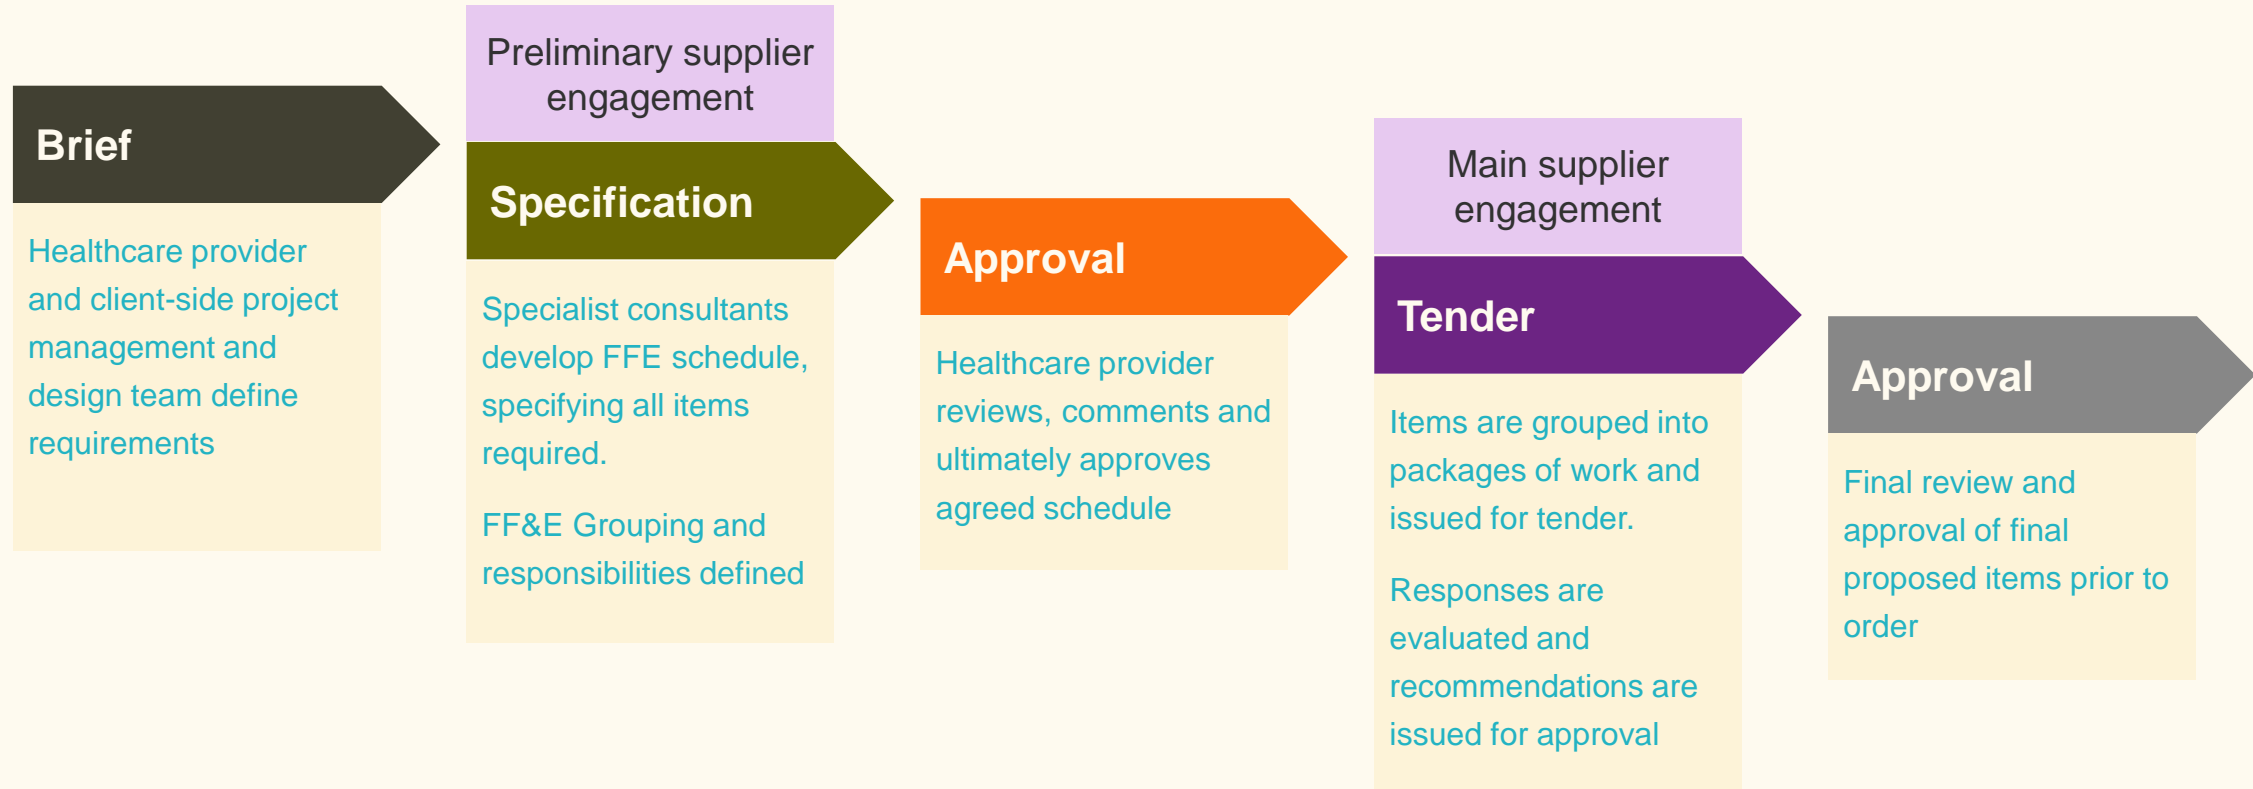 Brief
Healthcare provider
and client-side project
management and
design team define
requirements
Preliminary supplier
engagement
Specification
Specialist consultants
develop FFE schedule,
specifying all items
required.
FF&E Grouping and
responsibilities defined
Approval
Healthcare provider
reviews, comments and
ultimately approves
agreed schedule
Main supplier
engagement
Tender
Items are grouped into
packages of work and
issued for tender.
Responses are
evaluated and
recommendations are
issued for approval
Approval
Final review and
approval of final
proposed items prior to
order